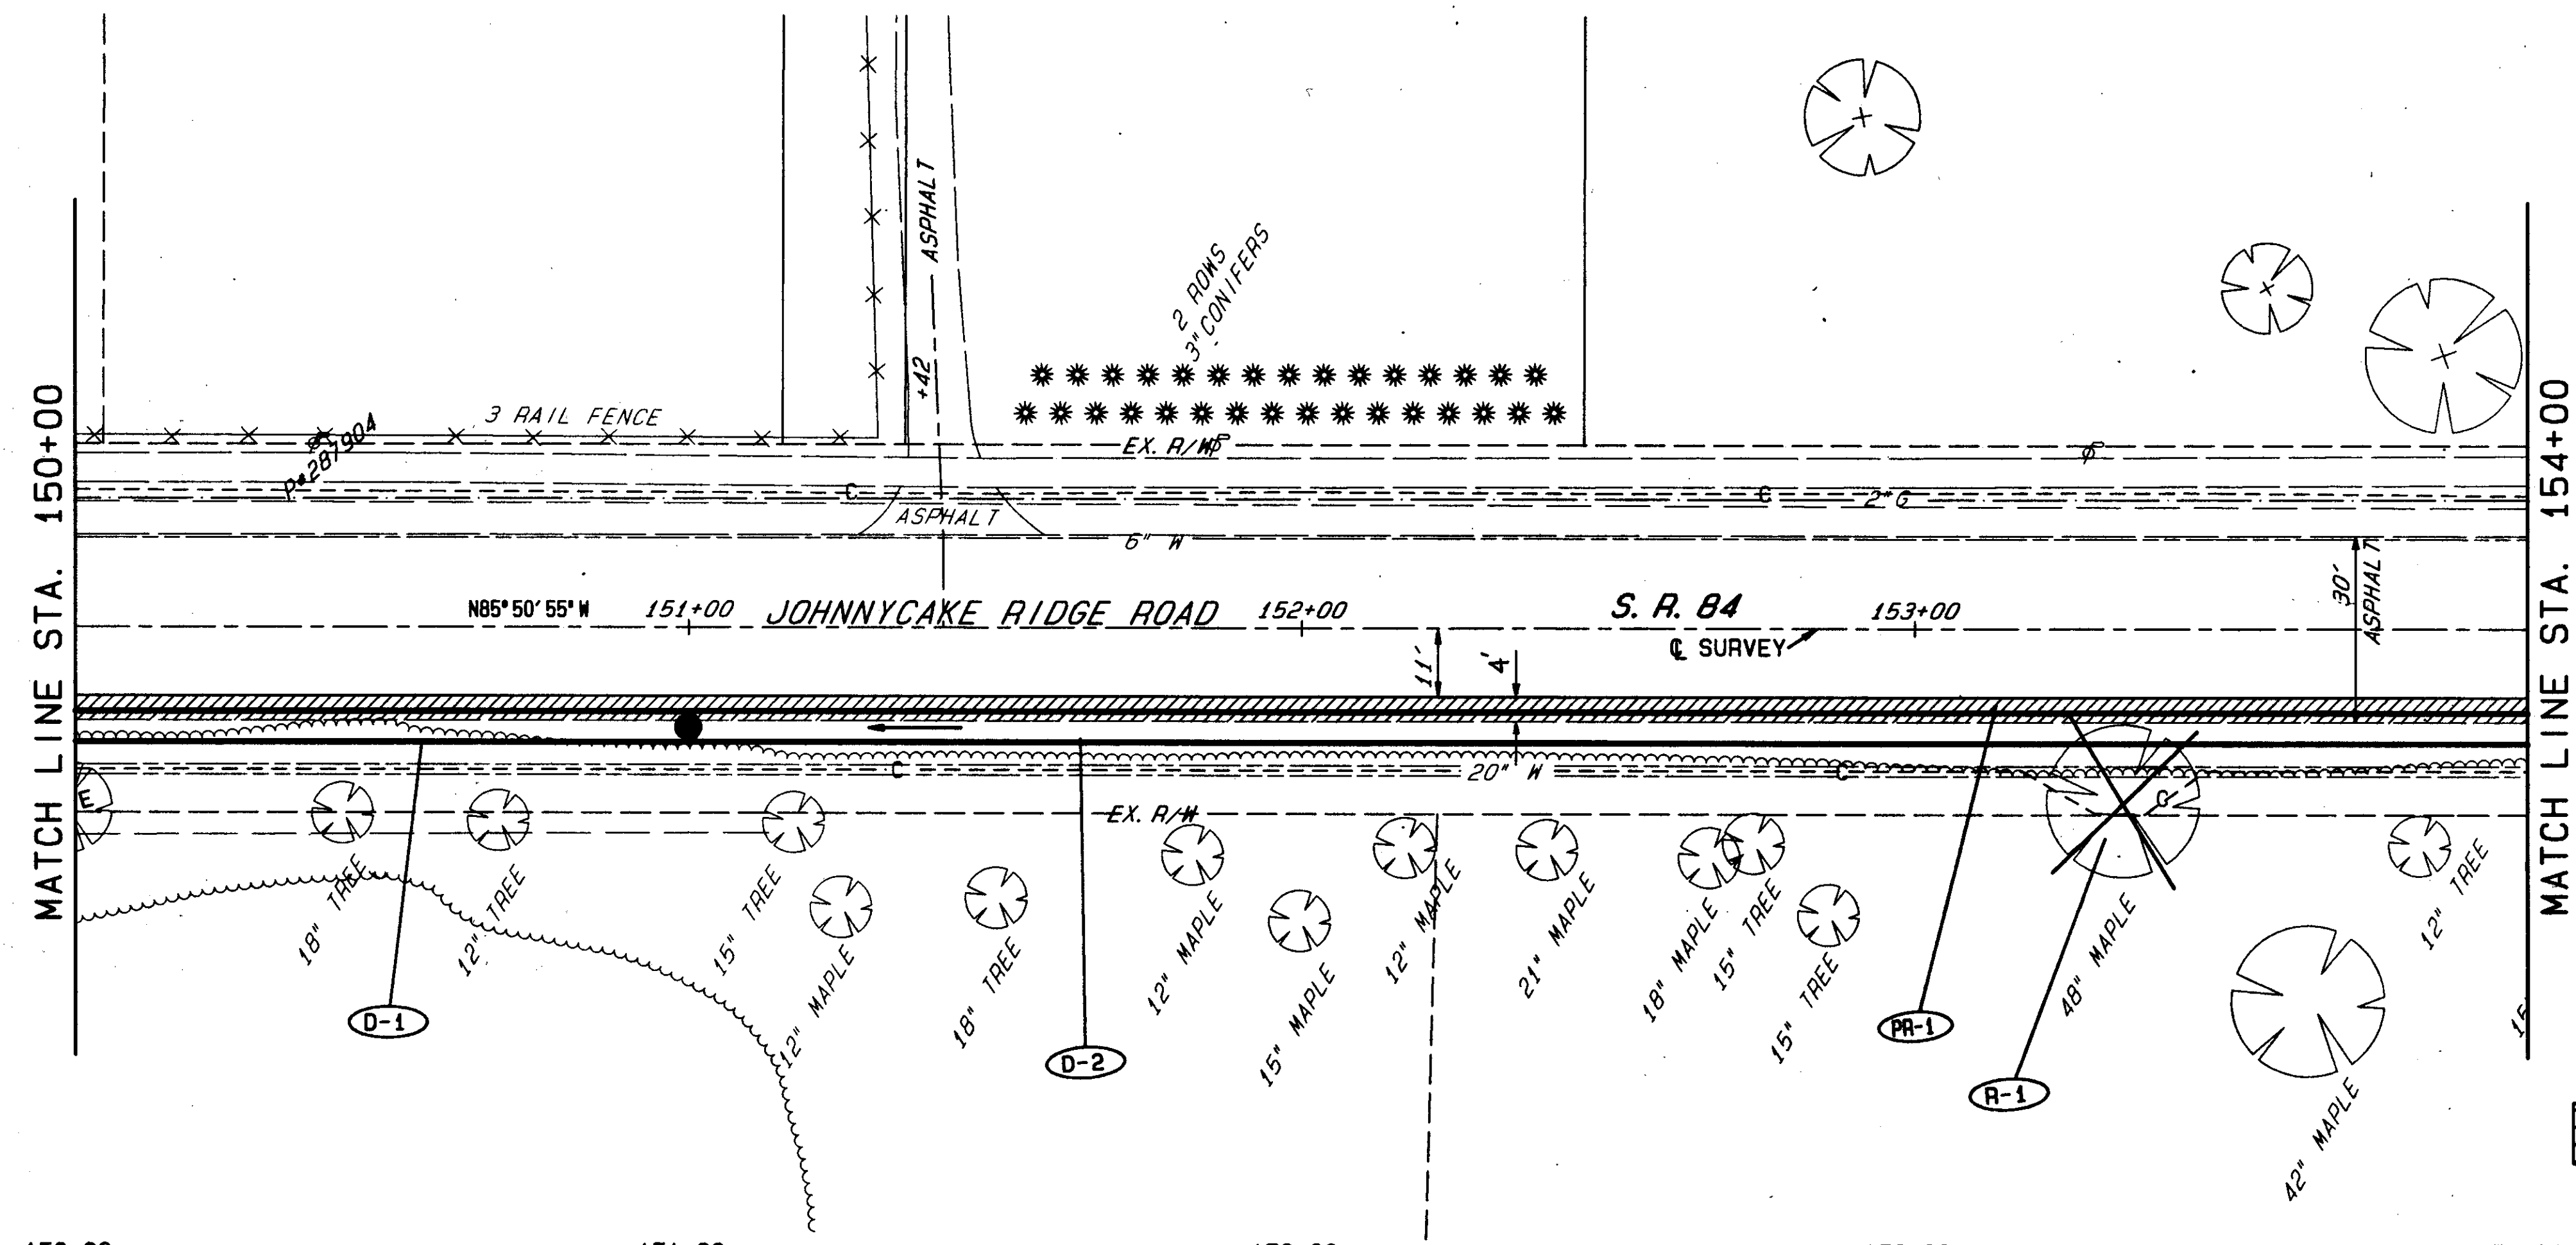 MATCH LINE STA. 150+00
MATCH LINE STA. 154+00
ASPHALT
+42
2 ROWS
3" CONIFERS
3 RAIL FENCE
P#287904
EX. R/W
C
C
2" G
ASPHALT
6" W
30'
ASPHALT
N85°50'55"W
151+00
JOHNNYCAKE RIDGE ROAD
152+00
S. R. 84
153+00
℄ SURVEY
11'
4'
C
20" W
C
E
EX. R/W
18" TREE
12" TREE
15" TREE
12" MAPLE
18" TREE
12" MAPLE
15" MAPLE
12" MAPLE
21" MAPLE
18" MAPLE
15" TREE
15" TREE
48" MAPLE
12" TREE
42" MAPLE
D-1
D-2
PR-1
R-1